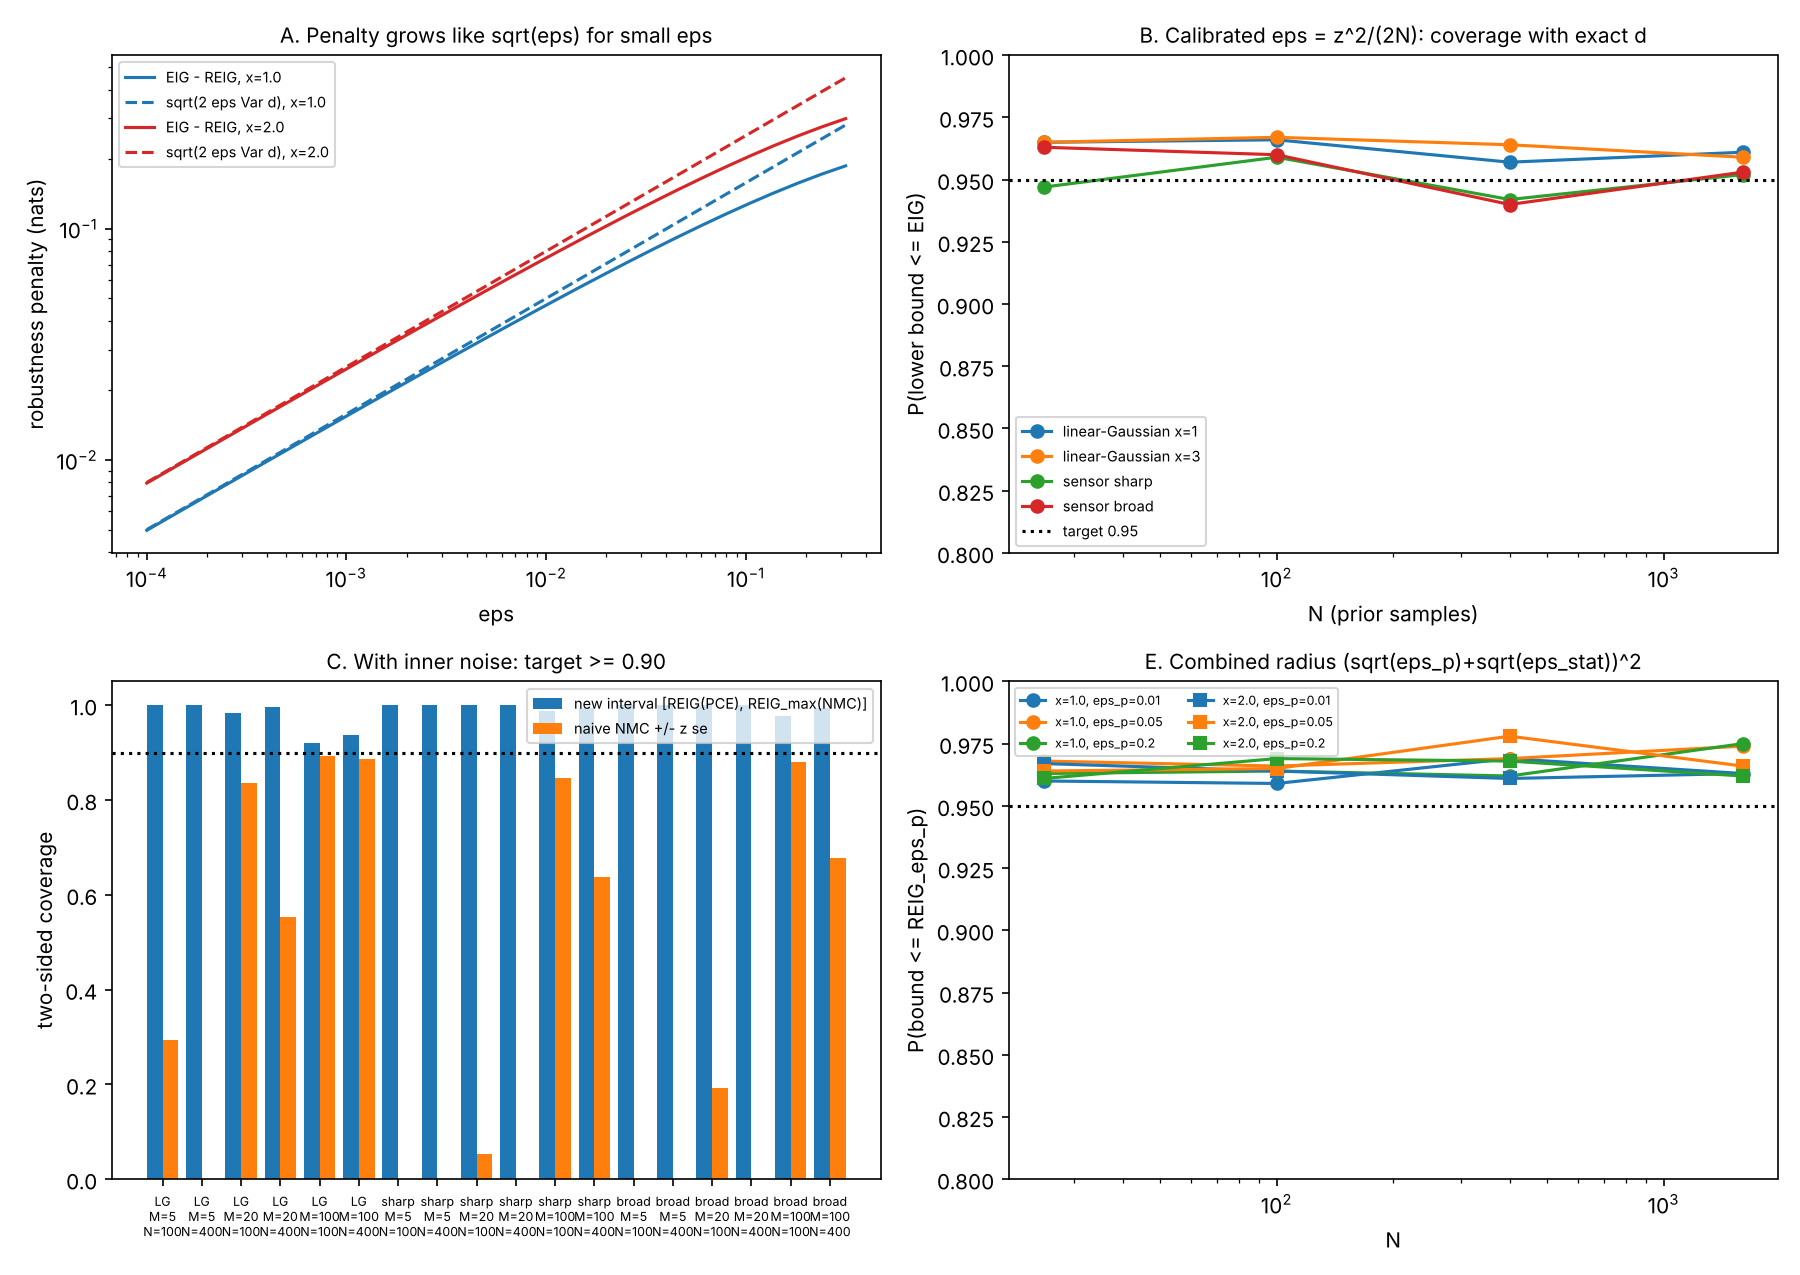 A. Penalty grows like sqrt(eps) for small eps
EIG - REIG, x=1.0
sqrt(2 eps Var d), x=1.0
EIG - REIG, x=2.0
sqrt(2 eps Var d), x=2.0
robustness penalty (nats)
10⁻¹
10⁻²
10⁻⁴
10⁻³
10⁻²
10⁻¹
eps
B. Calibrated eps = z^2/(2N): coverage with exact d
P(lower bound <= EIG)
1.000
0.975
0.950
0.925
0.900
0.875
0.850
0.825
0.800
linear-Gaussian x=1
linear-Gaussian x=3
sensor sharp
sensor broad
target 0.95
10²
10³
N (prior samples)
C. With inner noise: target >= 0.90
new interval [REIG(PCE), REIG_max(NMC)]
naive NMC +/- z se
two-sided coverage
1.0
0.8
0.6
0.4
0.2
0.0
LG LG LG LG LG LG sharp sharp sharp sharp sharp sharp broad broad broad broad broad broad
M=5 M=5 M=20 M=20 M=100 M=100 M=5 M=5 M=20 M=20 M=100 M=100 M=5 M=5 M=20 M=20 M=100 M=100
N=100 N=400 N=100 N=400 N=100 N=400 N=100 N=400 N=100 N=400 N=100 N=400 N=100 N=400 N=100 N=400 N=100 N=400
E. Combined radius (sqrt(eps_p)+sqrt(eps_stat))^2
x=1.0, eps_p=0.01
x=1.0, eps_p=0.05
x=1.0, eps_p=0.2
x=2.0, eps_p=0.01
x=2.0, eps_p=0.05
x=2.0, eps_p=0.2
P(bound <= REIG_eps_p)
1.000
0.975
0.950
0.925
0.900
0.875
0.850
0.825
0.800
10²
10³
N